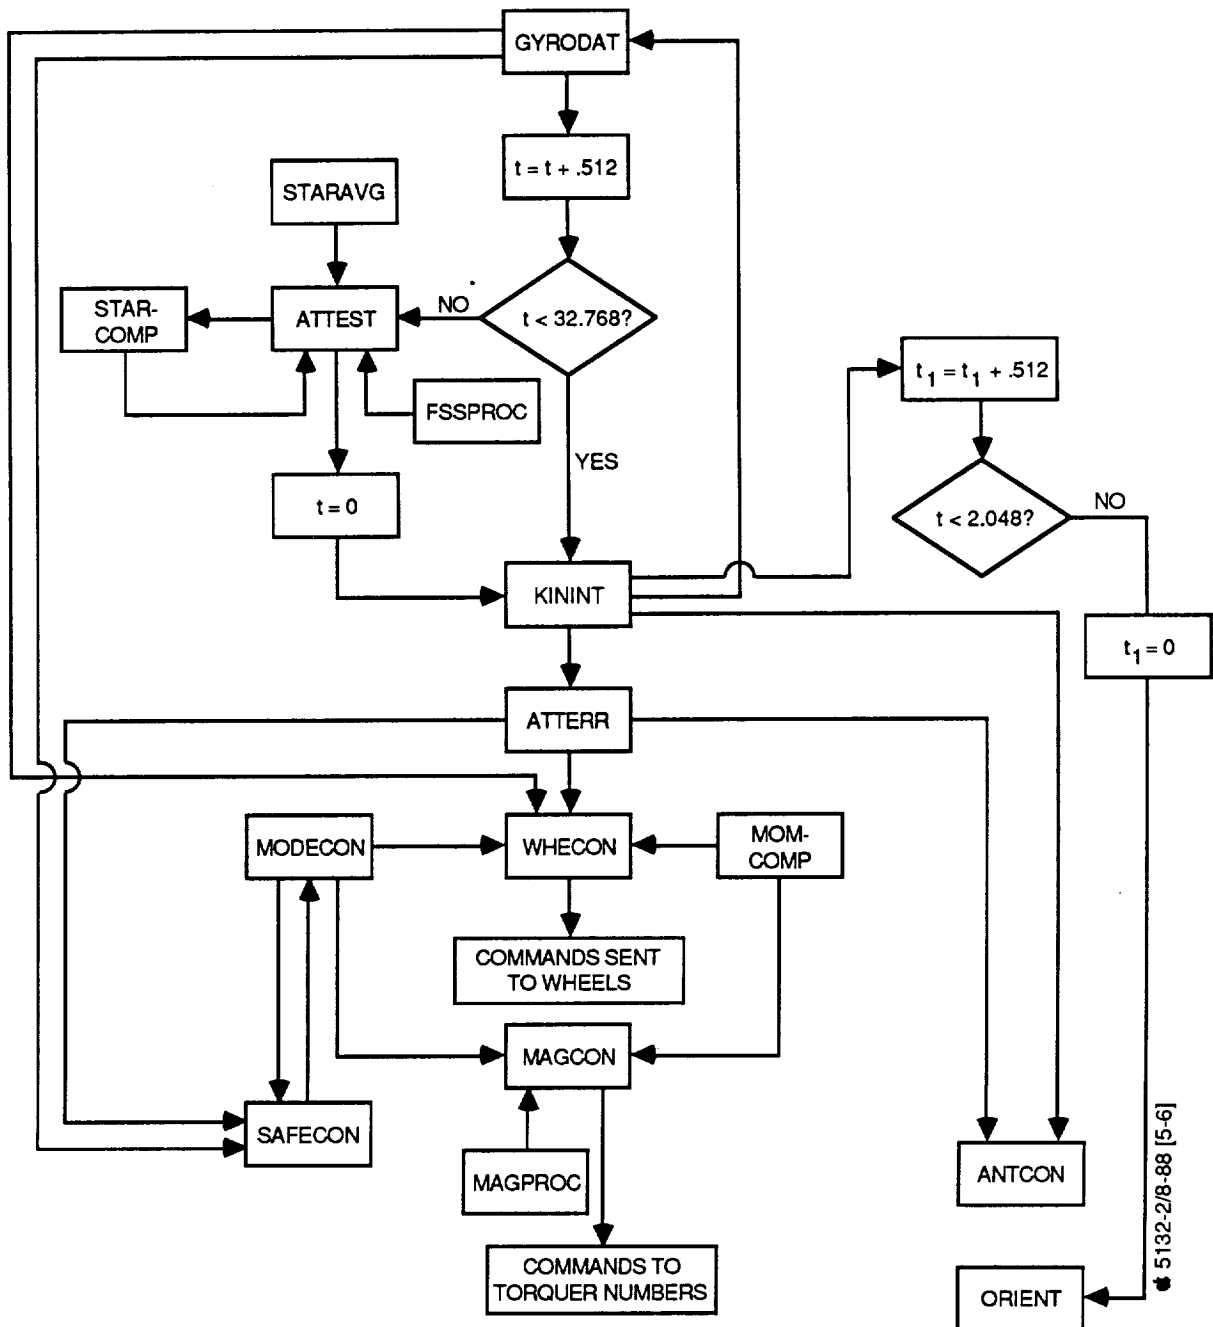 GYRODAT
t = t + .512
STARAVG
t < 32.768?
NO
ATTEST
STAR-
COMP
t₁ = t₁ + .512
FSSPROC
YES
t < 2.048?
NO
t = 0
KININT
t₁ = 0
ATTERR
MODECON
WHECON
MOM-
COMP
COMMANDS SENT
TO WHEELS
MAGCON
SAFECON
MAGPROC
ANTCON
COMMANDS TO
TORQUER NUMBERS
ORIENT
5132-2/8-88 [5-6]